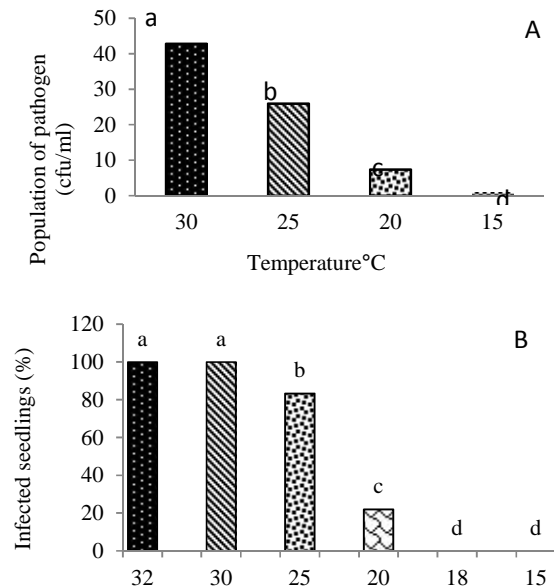 A
Population of pathogen
(cfu/ml)
50
40
30
20
10
0
a
b
c
d
30 25 20 15
Temperature°C
B
Infected seedlings (%)
120
100
80
60
40
20
0
a a b c d d
32 30 25 20 18 15